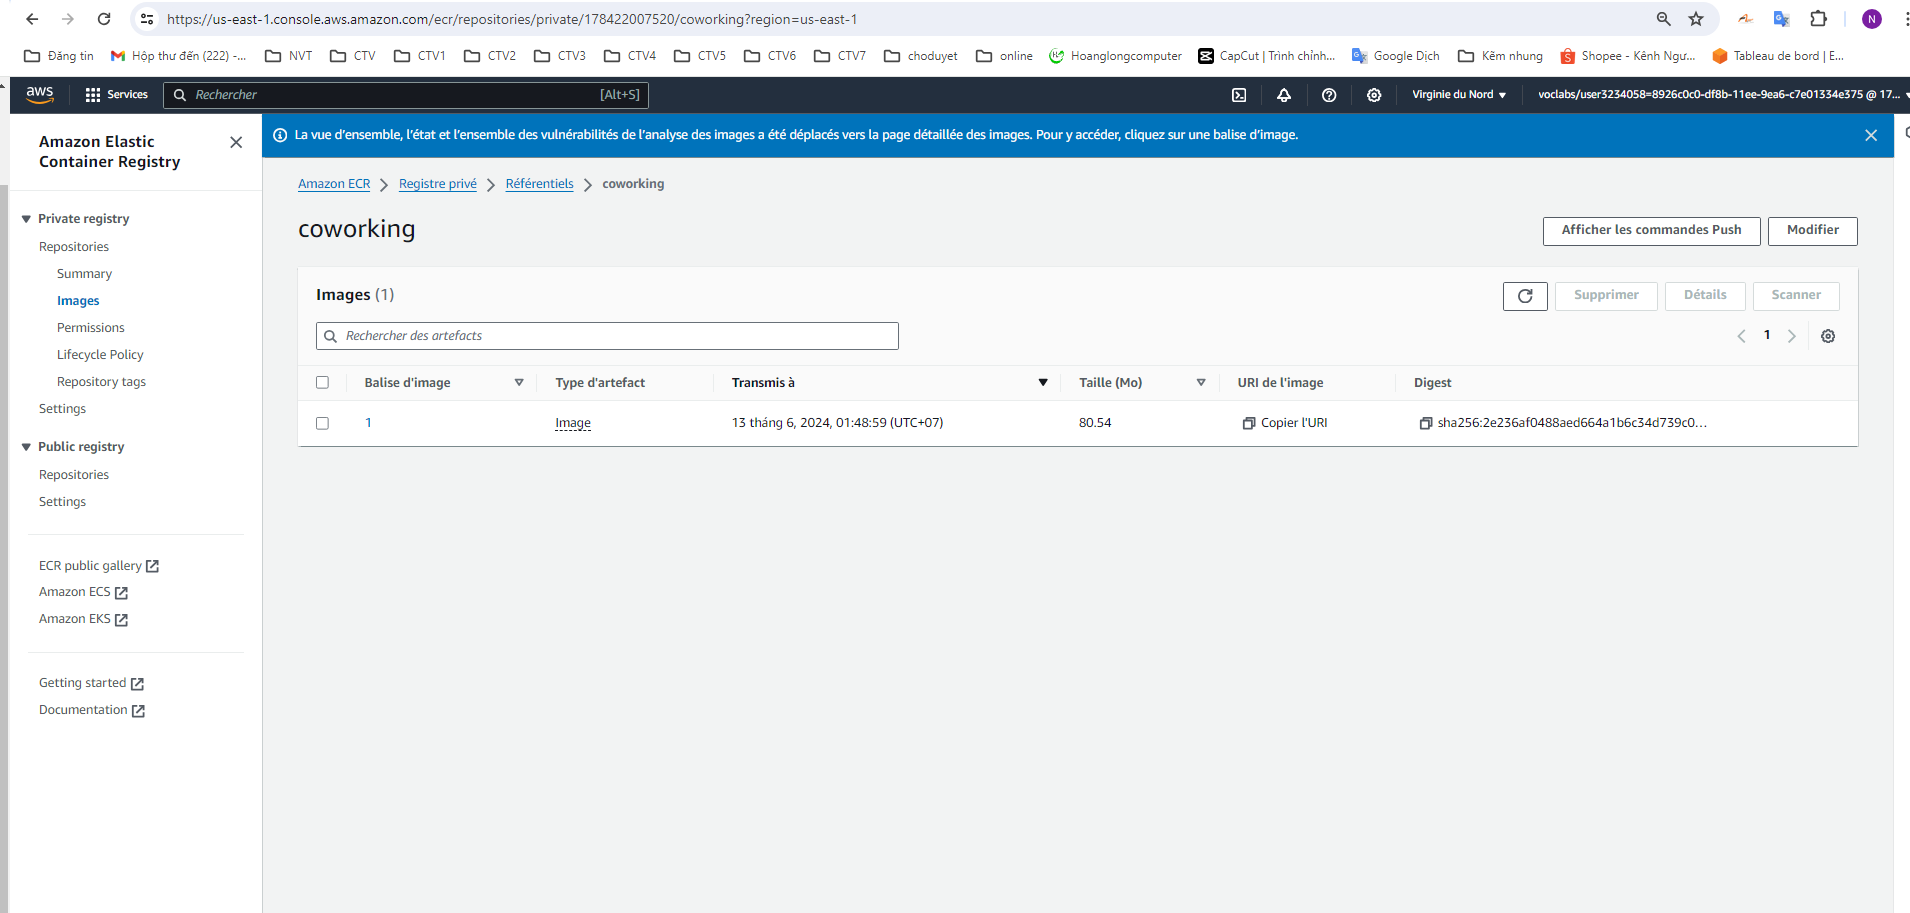 https://us-east-1.console.aws.amazon.com/ecr/repositories/private/178422007520/coworking?region=us-east-1
N
Đăng tin Hộp thư đến (222) -... NVT CTV CTV1 CTV2 CTV3 CTV4 CTV5 CTV6 CTV7 choduyet online Hoanglongcomputer CapCut | Trình chỉnh... Google Dịch Kẽm nhung Shopee - Kênh Ngư... Tableau de bord | E...
aws Services Rechercher [Alt+S] Virginie du Nord voclabs/user3234058=8926c0c0-df8b-11ee-9ea6-c7e01334e375 @ 17...
La vue d'ensemble, l'état et l'ensemble des vulnérabilités de l'analyse des images a été déplacés vers la page détaillée des images. Pour y accéder, cliquez sur une balise d'image.
Amazon Elastic
Container Registry
Private registry
Repositories
Summary
Images
Permissions
Lifecycle Policy
Repository tags
Settings
Public registry
Repositories
Settings
ECR public gallery
Amazon ECS
Amazon EKS
Getting started
Documentation
Amazon ECR Registre privé Référentiels coworking
coworking
Afficher les commandes Push Modifier
Images (1)
Supprimer Détails Scanner
Rechercher des artefacts
1
Balise d'image Type d'artefact Transmis à Taille (Mo) URI de l'image Digest
1 Image 13 tháng 6, 2024, 01:48:59 (UTC+07) 80.54 Copier l'URI sha256:2e236af0488aed664a1b6c34d739c0...